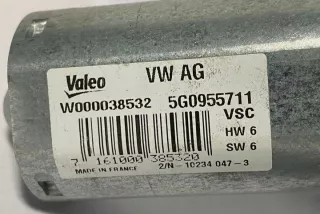 Valeo VW AG
W000038532 5G0955711
VSC
HW 6
SW 6
7 161000 385320
MADE IN FRANCE 2/N - 10234 047 - 3